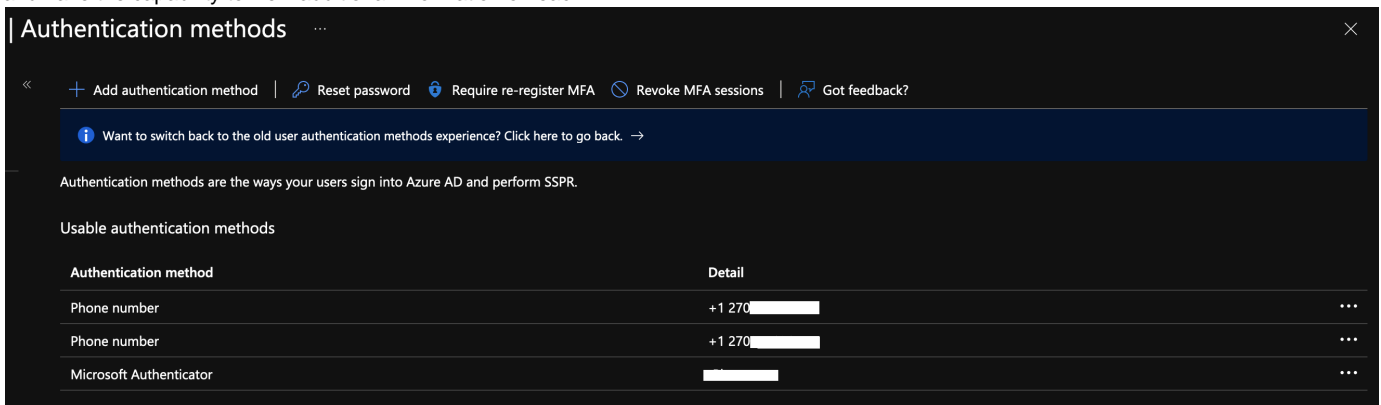 | Authentication methods ...
« + Add authentication method | Reset password Require re-register MFA Revoke MFA sessions | Got feedback?
Want to switch back to the old user authentication methods experience? Click here to go back. →
Authentication methods are the ways your users sign into Azure AD and perform SSPR.
Usable authentication methods
Authentication method Detail
Phone number +1 270 ...
Phone number +1 270 ...
Microsoft Authenticator ...